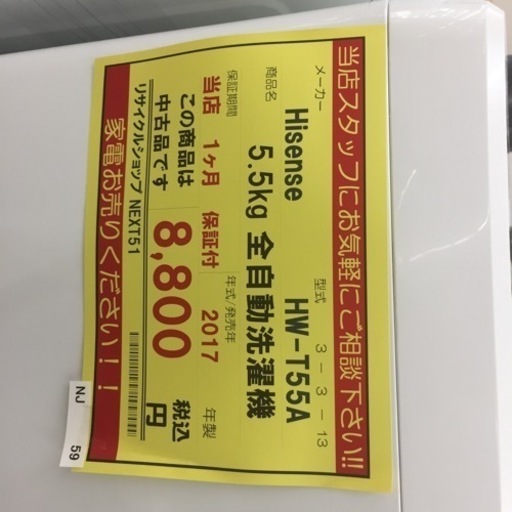 当店スタッフにお気軽にご相談下さい!!
メーカー 型式 3-3-13
Hisense HW-T55A
商品名
5.5kg 全自動洗濯機
保証期間 年式/発売年
当店 1ヶ月 保証付 2017 年製
この商品は
中古品です
8,800 税込
円
リサイクルショップ NEXT51
家電お売りください!!
NJ
59